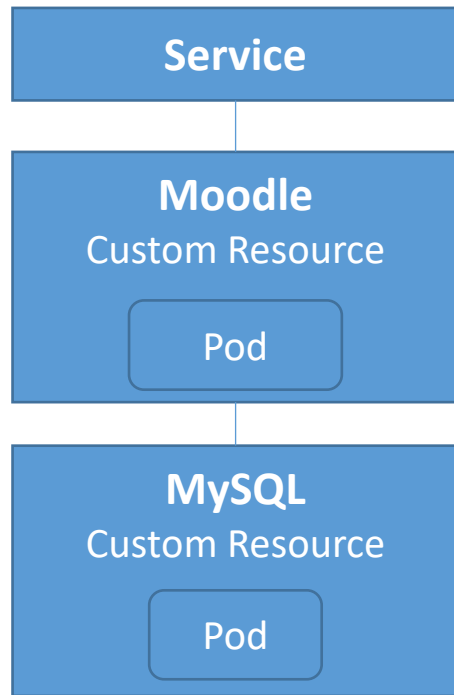 Service
Moodle
Custom Resource
Pod
MySQL
Custom Resource
Pod